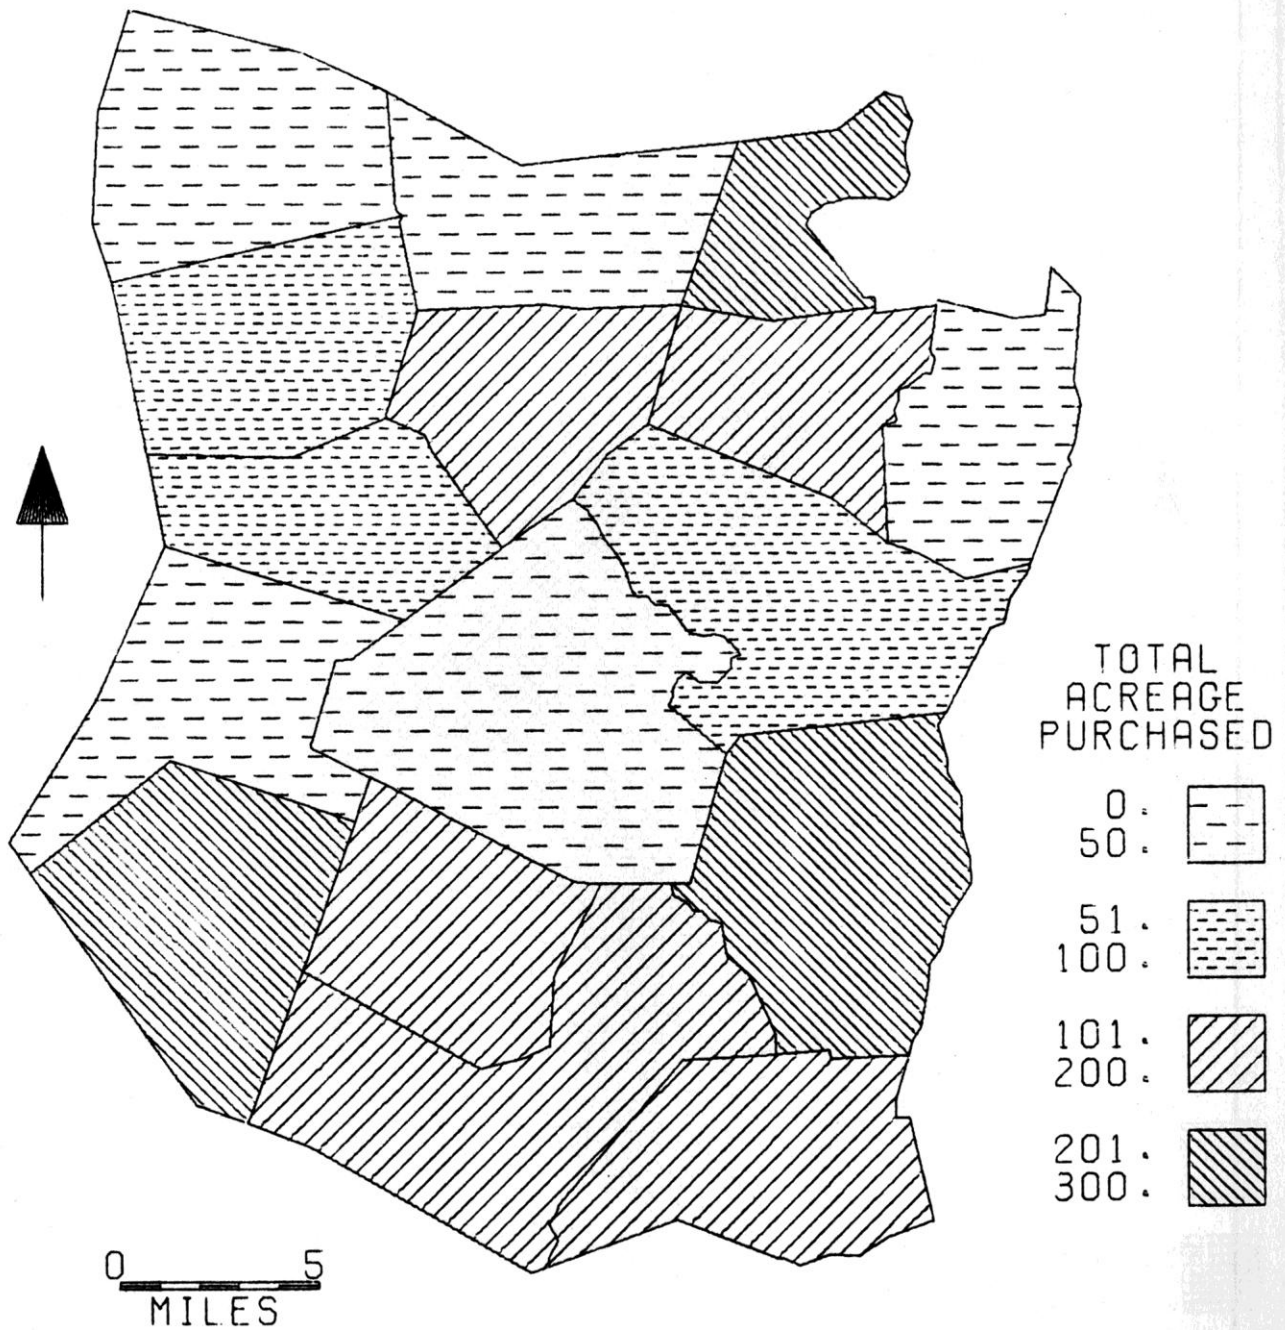 TOTAL
ACREAGE
PURCHASED
0.
50.
51.
100.
101.
200.
201.
300.
0 5
MILES